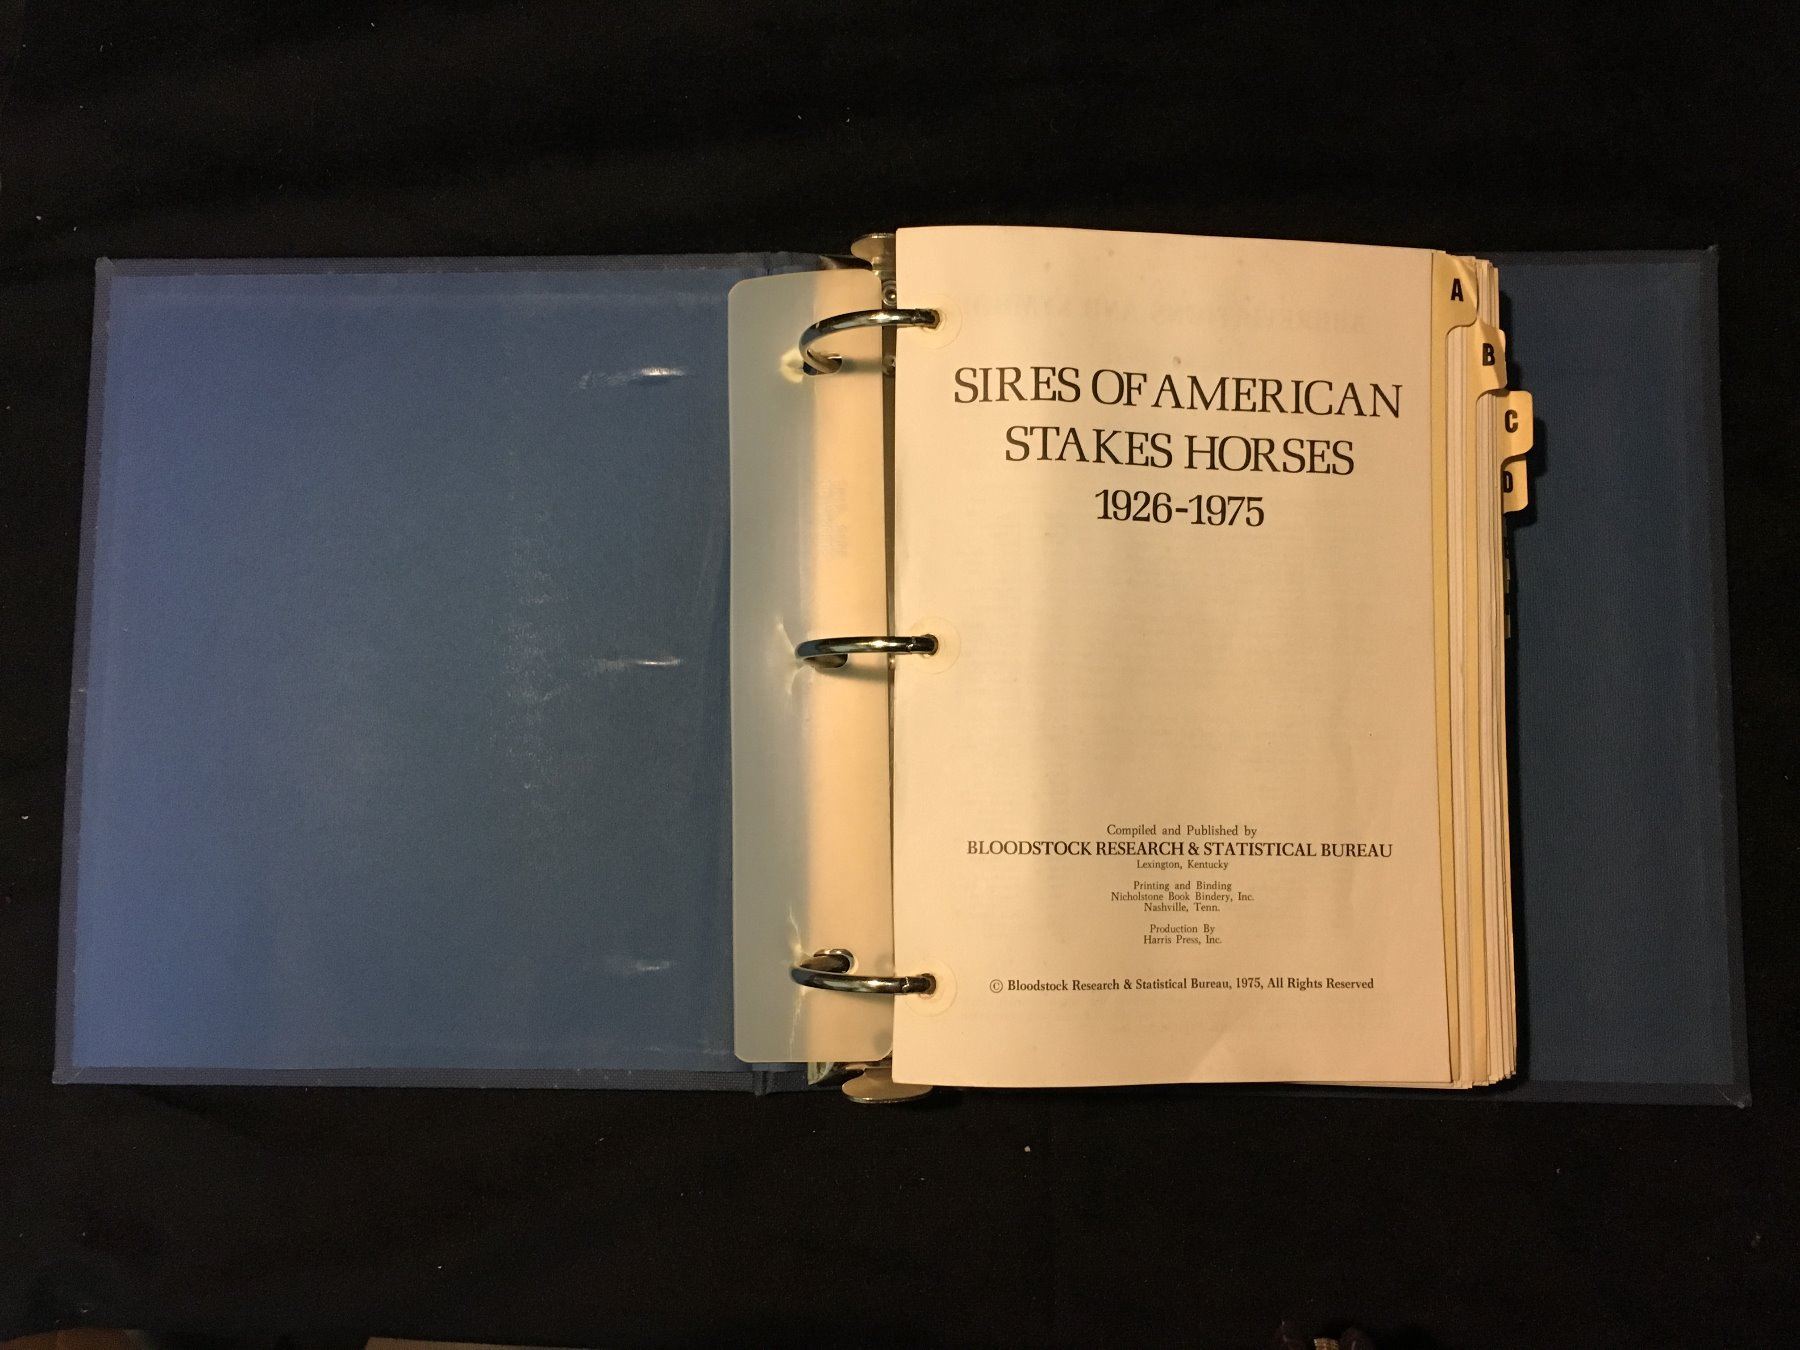 SIRES OF AMERICAN
STAKES HORSES
1926-1975
Compiled and Published by
BLOODSTOCK RESEARCH & STATISTICAL BUREAU
Lexington, Kentucky
Printing and Binding
Nicholstone Book Bindery, Inc.
Nashville, Tenn.
Production By
Harris Press, Inc.
© Bloodstock Research & Statistical Bureau, 1975, All Rights Reserved
A
B
C
D